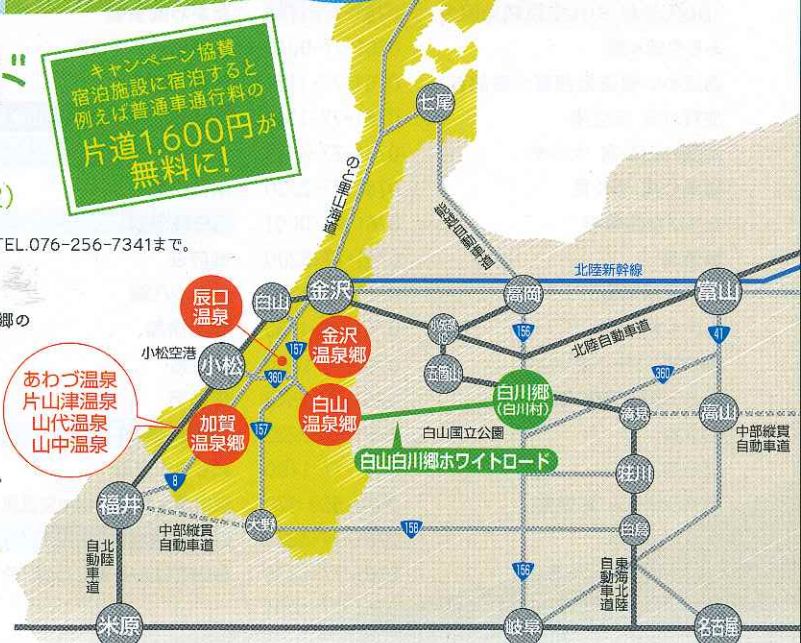 キャンペーン協賛
宿泊施設に宿泊すると
例えば普通車通行料の
片道1,600円が
無料に!
TEL.076-256-7341まで。
郷の
七尾
のと里山海道
能越自動車道
北陸新幹線
白山
金沢
高岡
富山
辰口
温泉
157
金沢
温泉郷
小矢部
156
41
北陸自動車道
小松空港
小松
360
五箇山
360
あわづ温泉
片山津温泉
山代温泉
山中温泉
加賀
温泉郷
157
白山
温泉郷
白川郷
(白川村)
白山国立公園
清見
高山
中部縦貫
自動車道
白山白川郷ホワイトロード
8
荘川
福井
中部縦貫
自動車道
大野
158
白鳥
北陸
自動車道
156
東海北陸
自動車道
米原
岐阜
名古屋